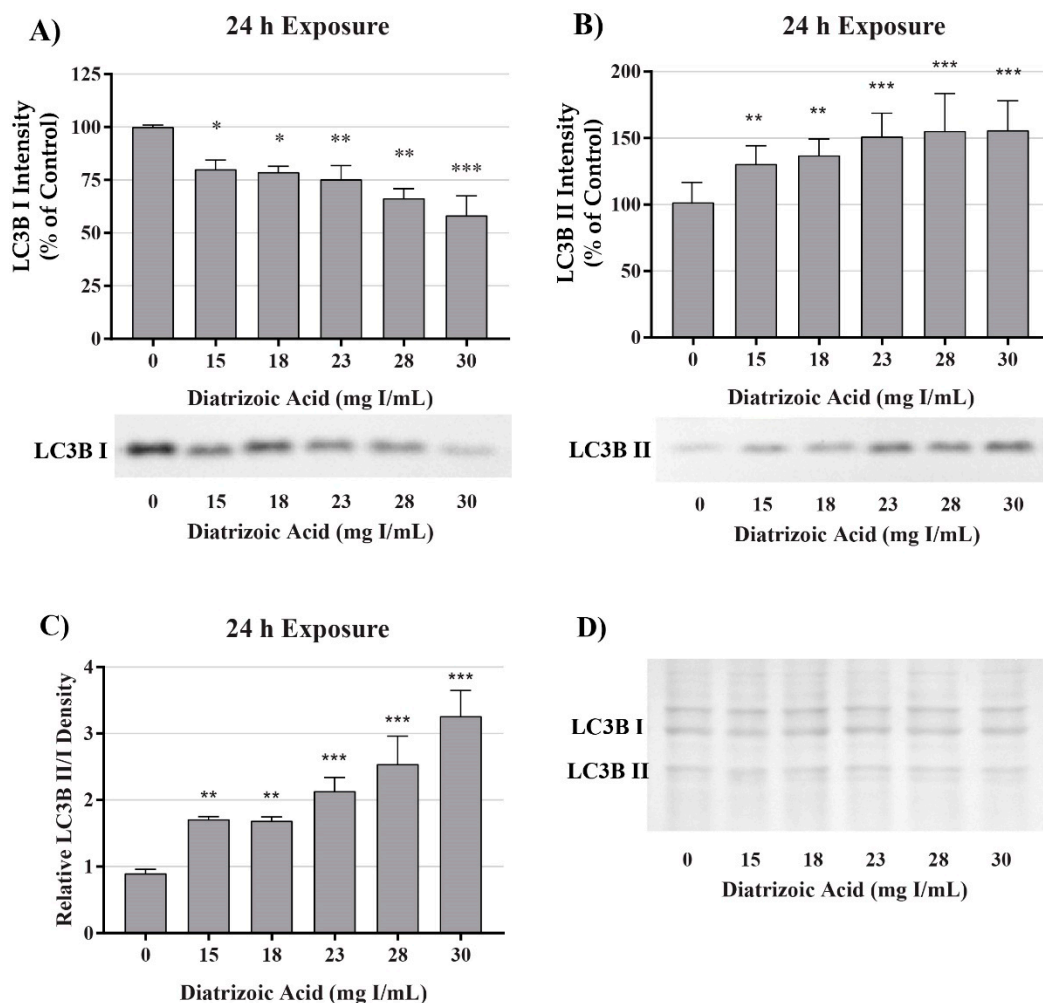 A)
24 h Exposure
LC3B I Intensity
(% of Control)
125
100
75
50
25
0
* * ** ** ***
0 15 18 23 28 30
Diatrizoic Acid (mg I/mL)
LC3B I
0 15 18 23 28 30
Diatrizoic Acid (mg I/mL)
B)
24 h Exposure
LC3B II Intensity
(% of Control)
200
150
100
50
0
** ** *** *** ***
0 15 18 23 28 30
Diatrizoic Acid (mg I/mL)
LC3B II
0 15 18 23 28 30
Diatrizoic Acid (mg I/mL)
C)
24 h Exposure
Relative LC3B II/I Density
4
3
2
1
0
** ** *** *** ***
0 15 18 23 28 30
Diatrizoic Acid (mg I/mL)
D)
LC3B I
LC3B II
0 15 18 23 28 30
Diatrizoic Acid (mg I/mL)